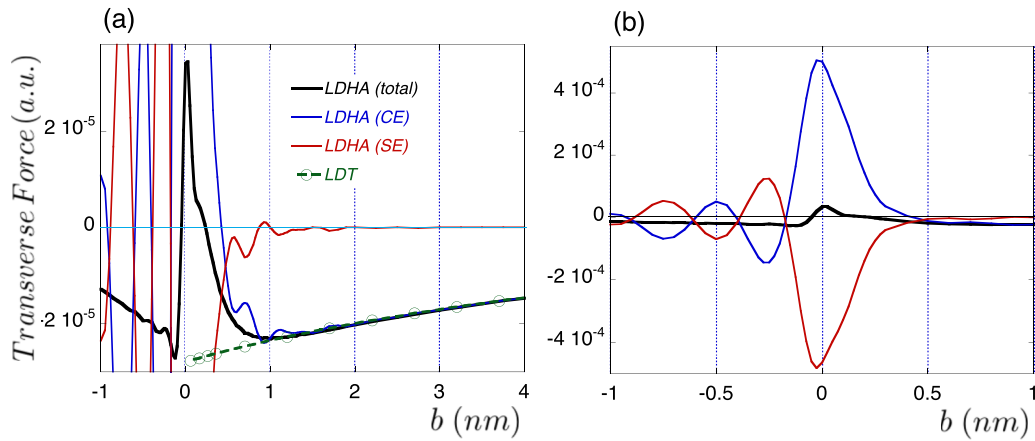 (a)
(b)
Transverse Force (a.u.)
LDHA (total)
LDHA (CE)
LDHA (SE)
LDT
2 10-5
0
-2 10-5
-1
0
1
2
3
4
b (nm)
4 10-4
2 10-4
0
-2 10-4
-4 10-4
-1
-0.5
0
0.5
1
b (nm)